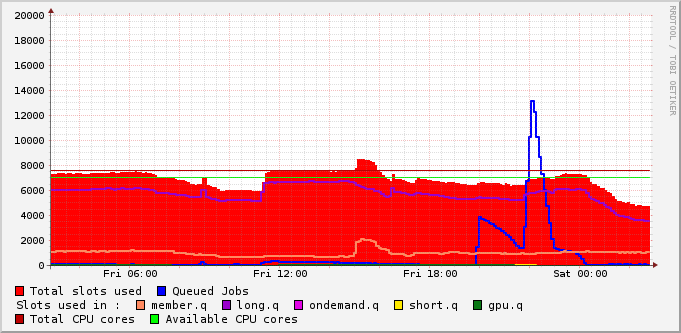 20000
18000
16000
14000
12000
10000
8000
6000
4000
2000
0
Fri 06:00 Fri 12:00 Fri 18:00 Sat 00:00
Total slots used Queued Jobs
Slots used in : member.q long.q ondemand.q short.q gpu.q
Total CPU cores Available CPU cores
RRDTOOL / TOBI OETIKER